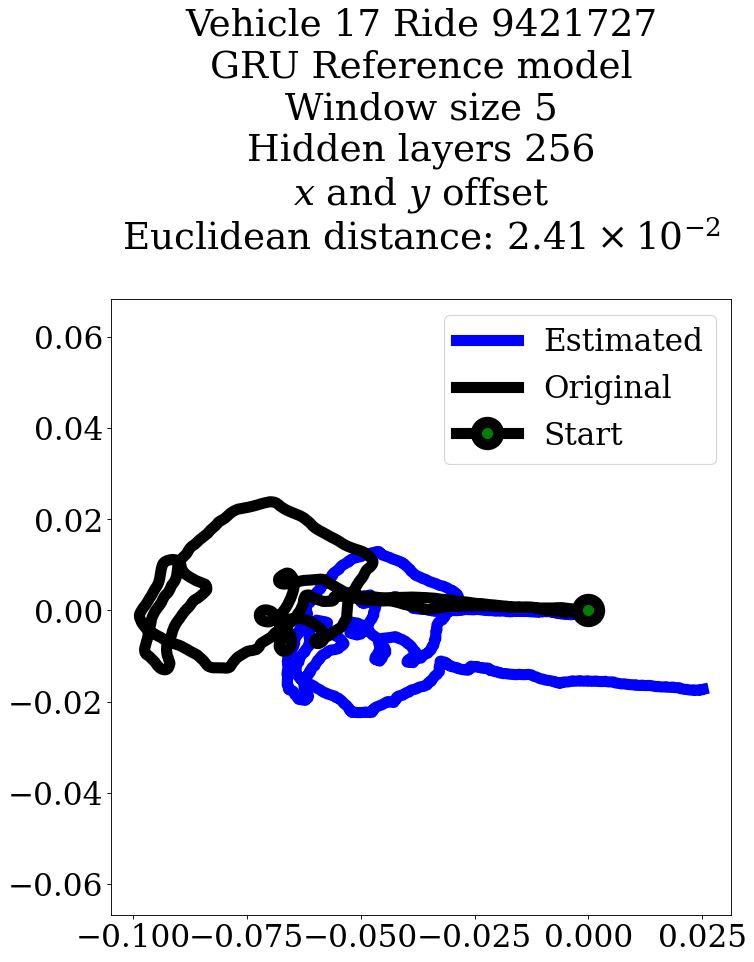 Vehicle 17 Ride 9421727
GRU Reference model
Window size 5
Hidden layers 256
x and y offset
Euclidean distance: 2.41 × 10⁻²
Estimated
Original
Start
0.06
0.04
0.02
0.00
−0.02
−0.04
−0.06
−0.100 −0.075 −0.050 −0.025 0.000 0.025